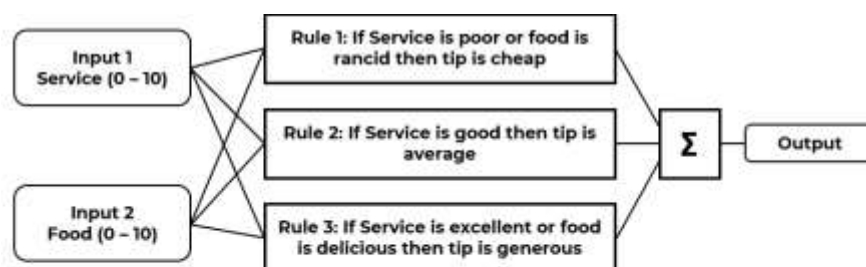 Input 1
Service (0 – 10)
Input 2
Food (0 – 10)
Rule 1: If Service is poor or food is
rancid then tip is cheap
Rule 2: If Service is good then tip is
average
Rule 3: If Service is excellent or food
is delicious then tip is generous
Σ
Output